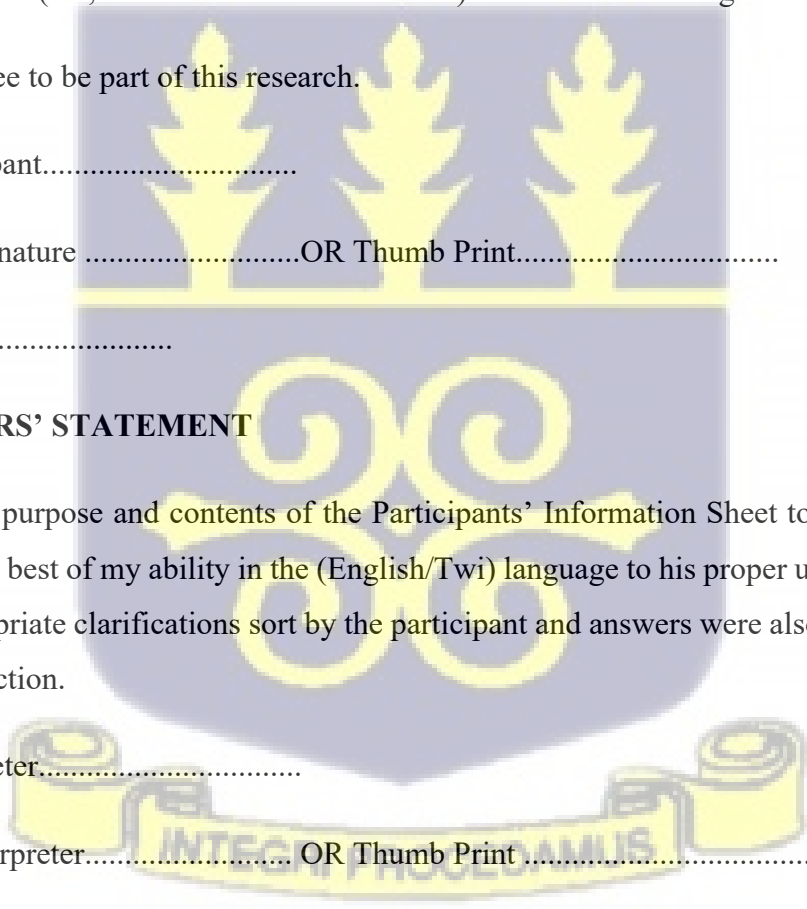 ee to be part of this research.
pant................................
nature ...........................OR Thumb Print.................................
......................
RS’ STATEMENT
purpose and contents of the Participants’ Information Sheet to
best of my ability in the (English/Twi) language to his proper u
priate clarifications sort by the participant and answers were also
ction.
eter.................................
rpreter.......................... OR Thumb Print ....................................
INTEGRI PROCEDAMUS